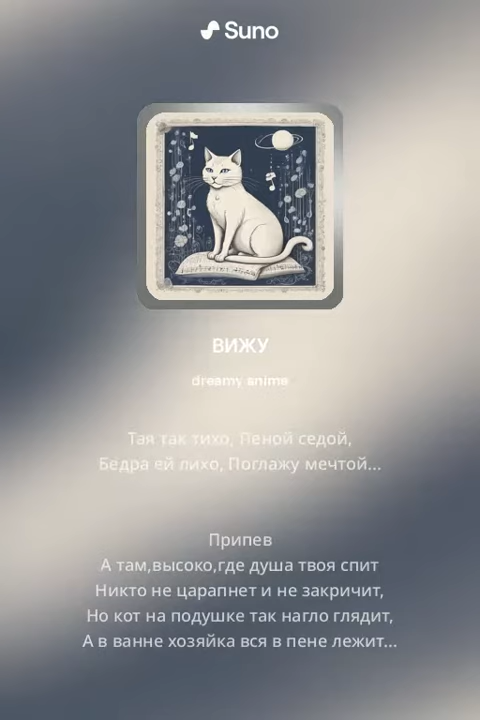 Suno
ВИЖУ
dreamy anime
Тая так тихо, Пеной седой,
Бедра ей лихо, Поглажу мечтой...
Припев
А там,высоко,где душа твоя спит
Никто не царапнет и не закричит,
Но кот на подушке так нагло глядит,
А в ванне хозяйка вся в пене лежит...